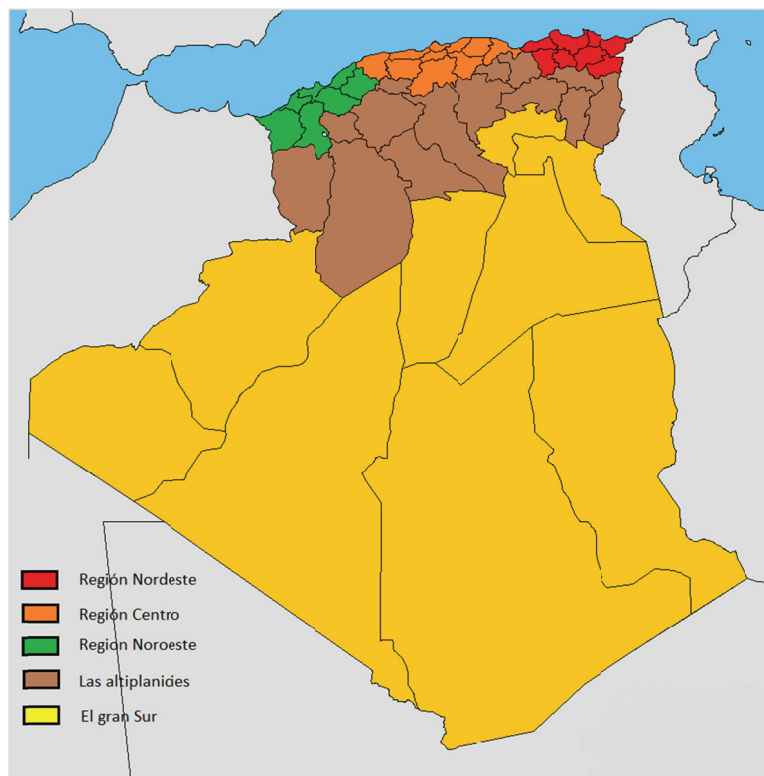 Región Nordeste
Región Centro
Region Noroeste
Las altiplanides
El gran Sur